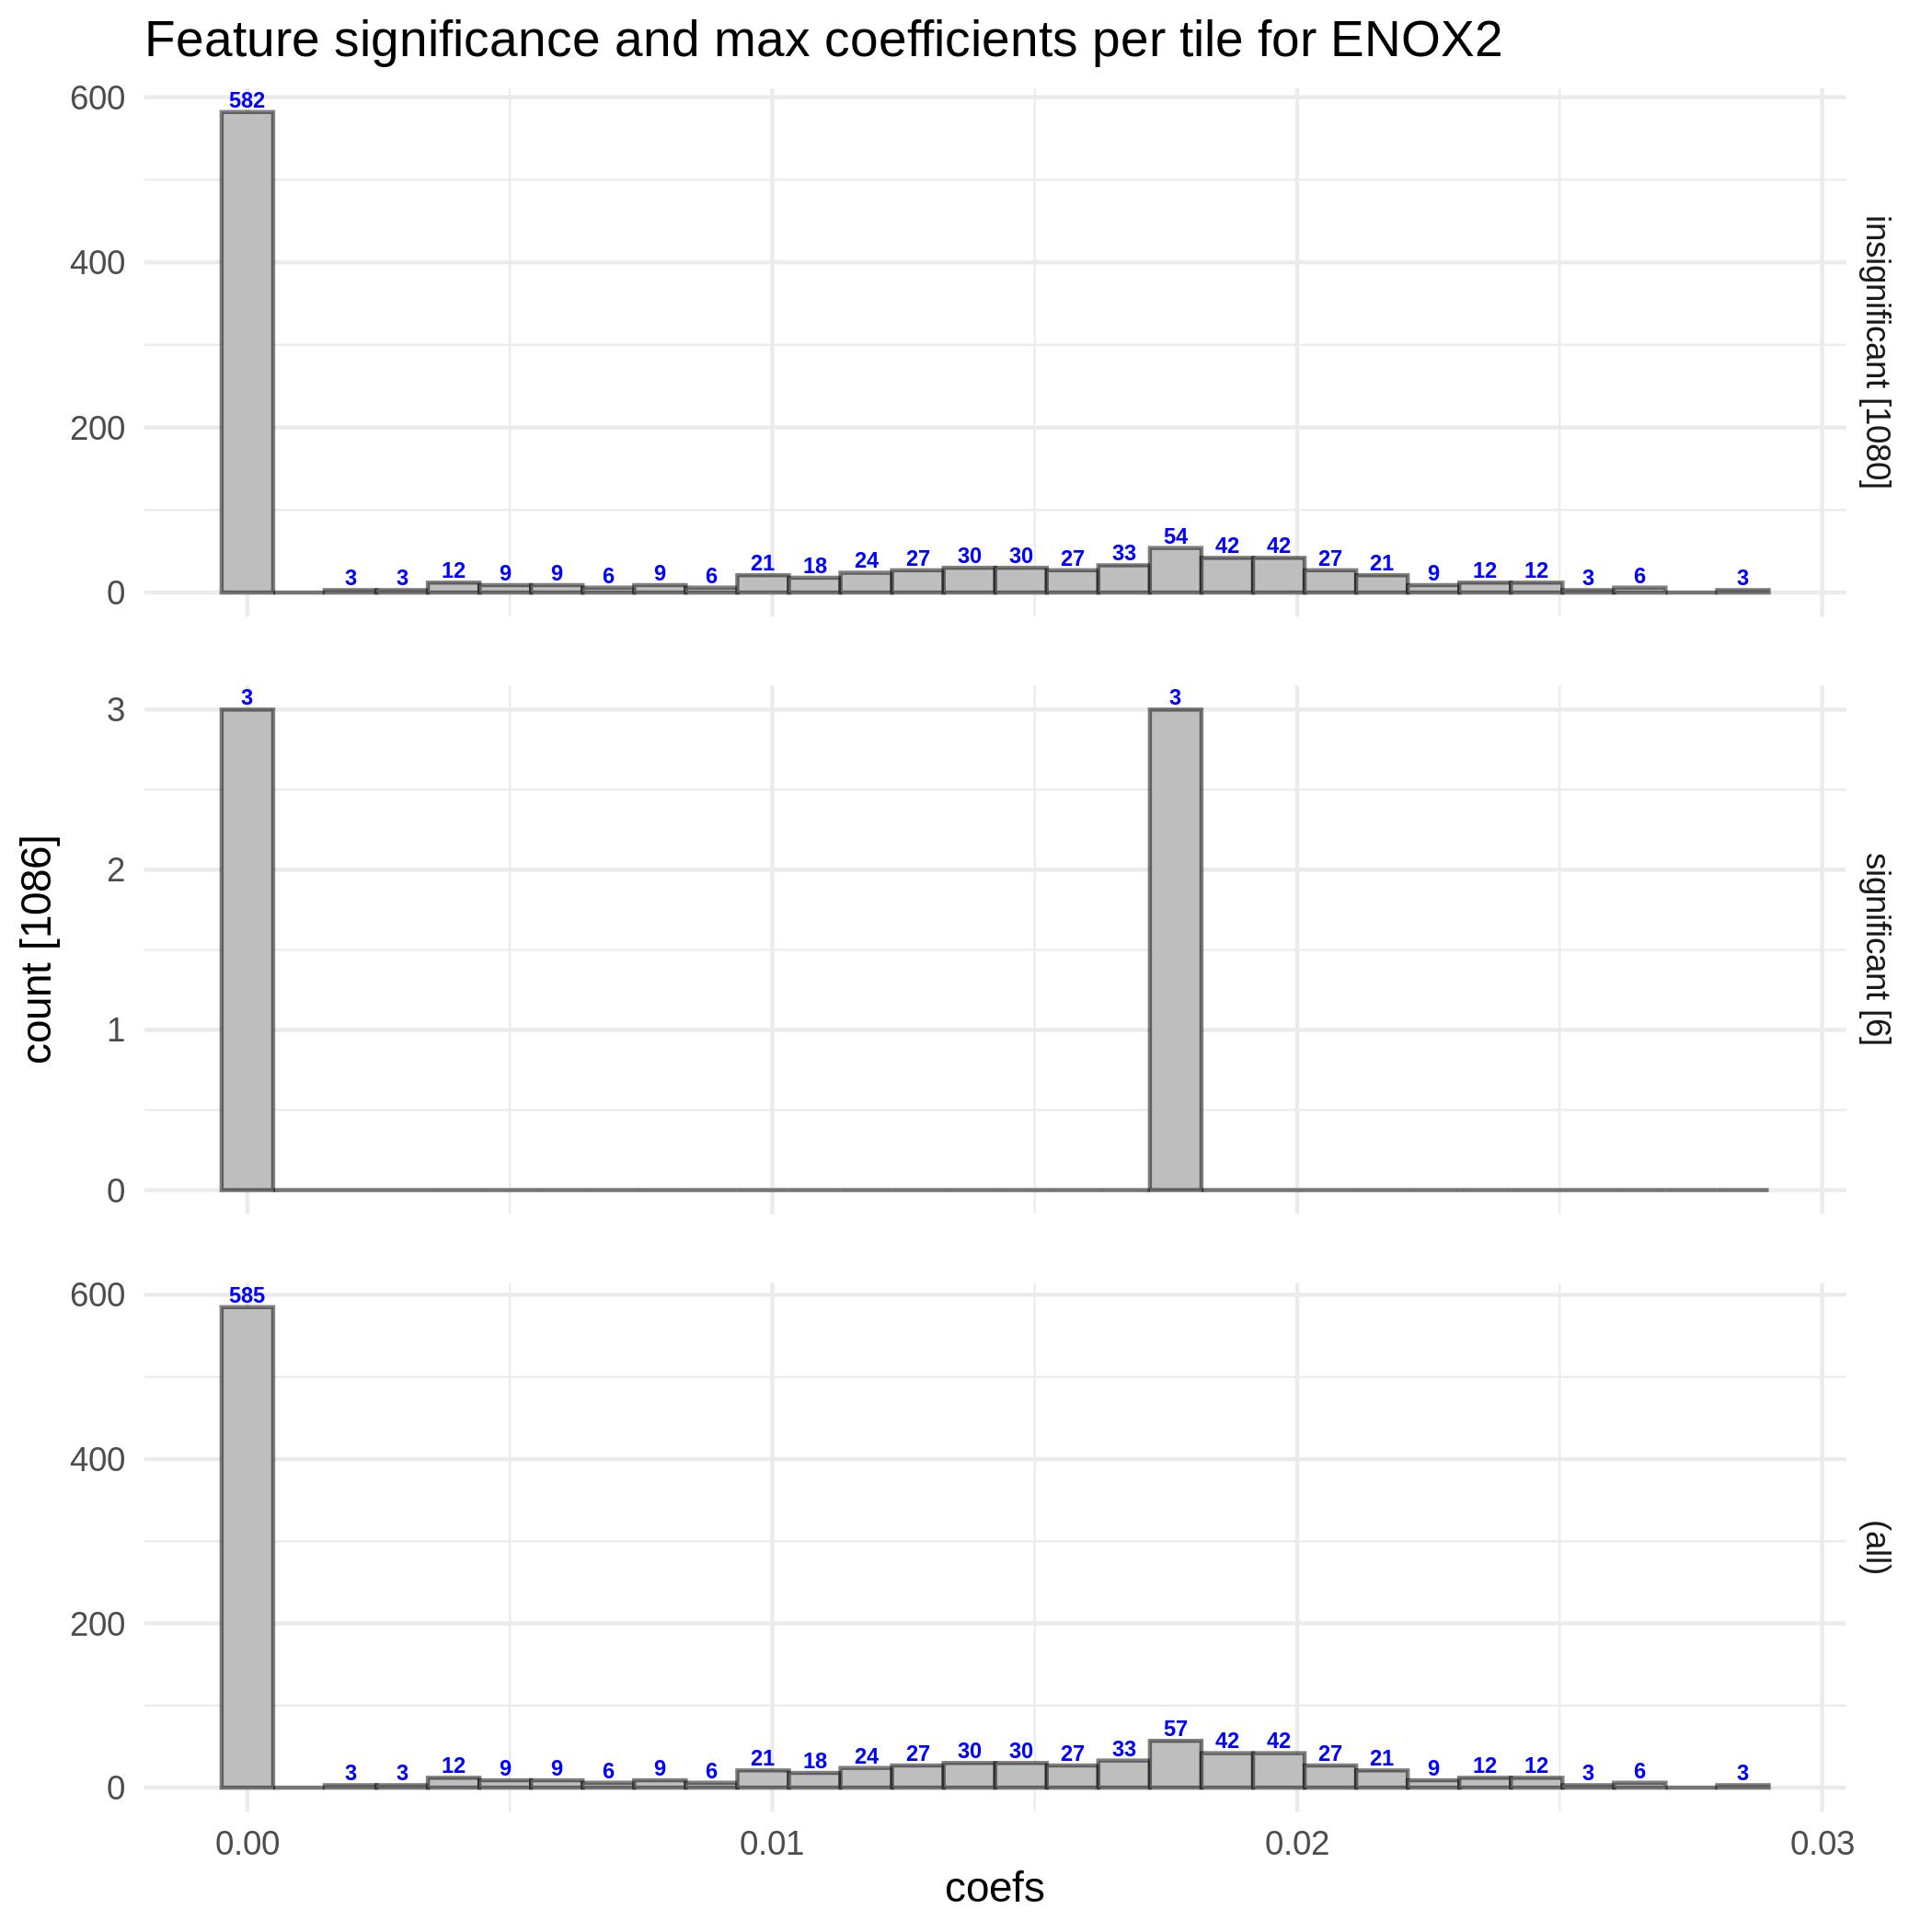 Feature significance and max coefficients per tile for ENOX2
600
400
200
0
582
3 3 12 9 9 6 9 6 21 18 24 27 30 30 27 33 54 42 42 27 21 9 12 12 3 6 3
insignificant [1080]
3
2
1
0
3 3
significant [6]
count [1086]
600
400
200
0
585
3 3 12 9 9 6 9 6 21 18 24 27 30 30 27 33 57 42 42 27 21 9 12 12 3 6 3
(all)
0.00 0.01 0.02 0.03
coefs